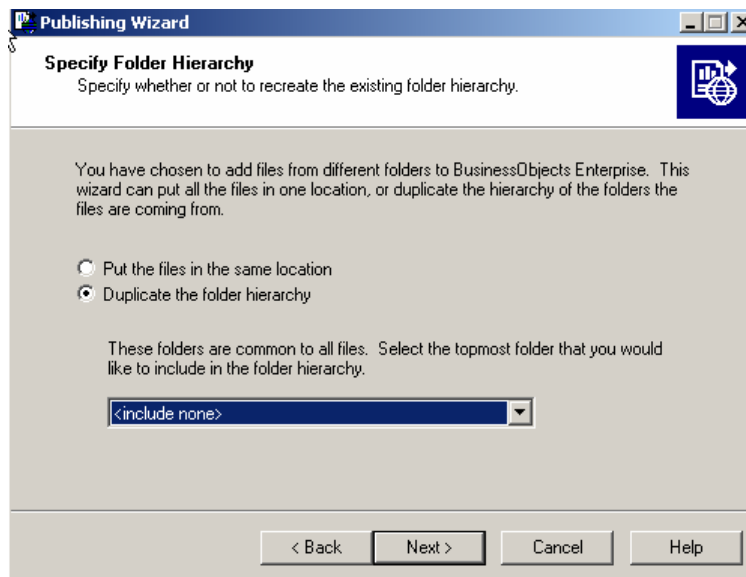 Publishing Wizard
Specify Folder Hierarchy
Specify whether or not to recreate the existing folder hierarchy.
You have chosen to add files from different folders to BusinessObjects Enterprise.  This
wizard can put all the files in one location, or duplicate the hierarchy of the folders the
files are coming from.
Put the files in the same location
Duplicate the folder hierarchy
These folders are common to all files.  Select the topmost folder that you would
like to include in the folder hierarchy.
<include none>
< Back
Next >
Cancel
Help